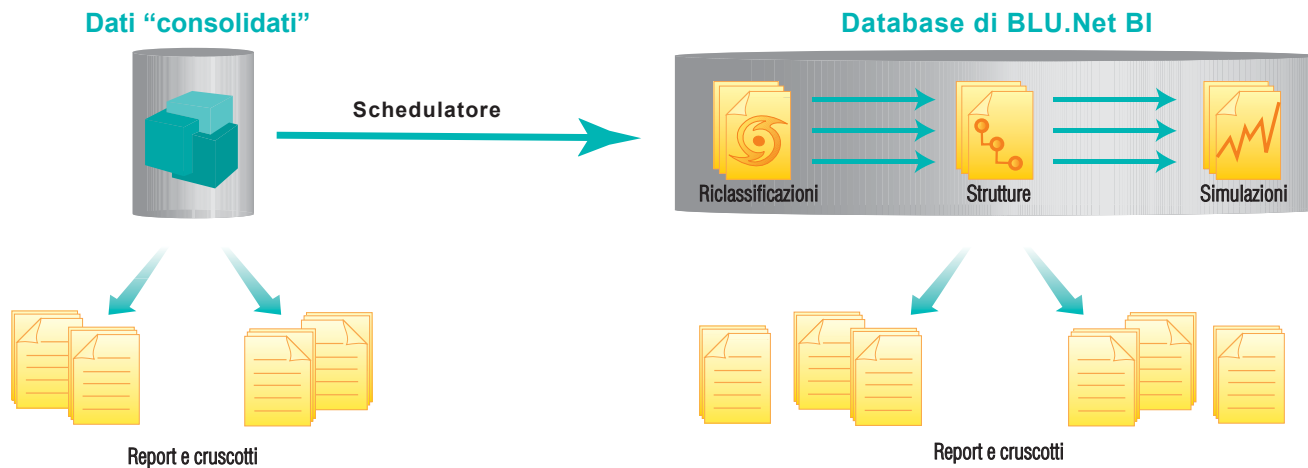 Dati “consolidati”
Database di BLU.Net BI
Schedulatore
Riclassificazioni
Strutture
Simulazioni
Report e cruscotti
Report e cruscotti